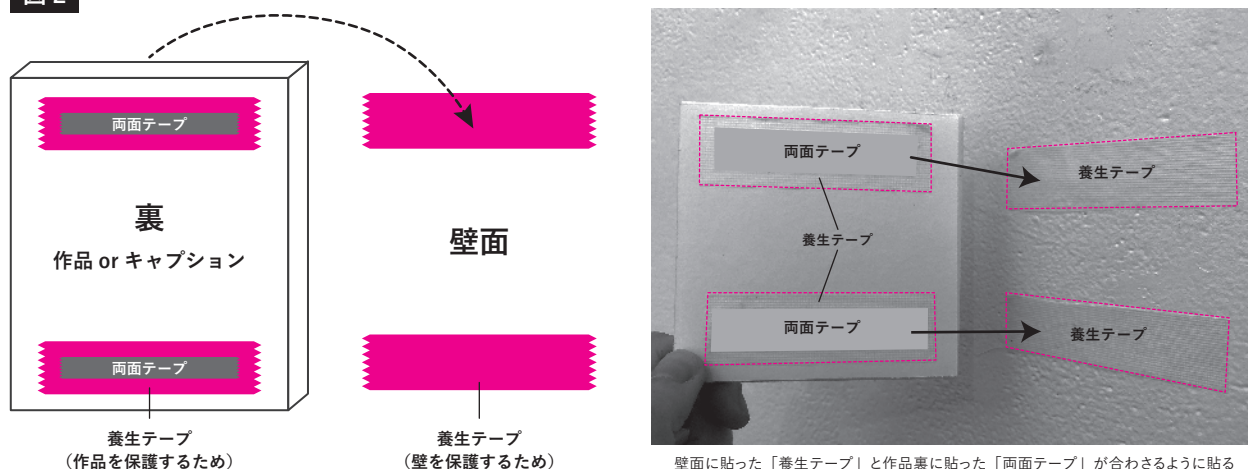 図2
両面テープ
裏
作品 or キャプション
両面テープ
養生テープ
（作品を保護するため）
壁面
養生テープ
（壁を保護するため）
両面テープ
養生テープ
養生テープ
両面テープ
養生テープ
壁面に貼った「養生テープ」と作品裏に貼った「両面テープ」が合わさるように貼る